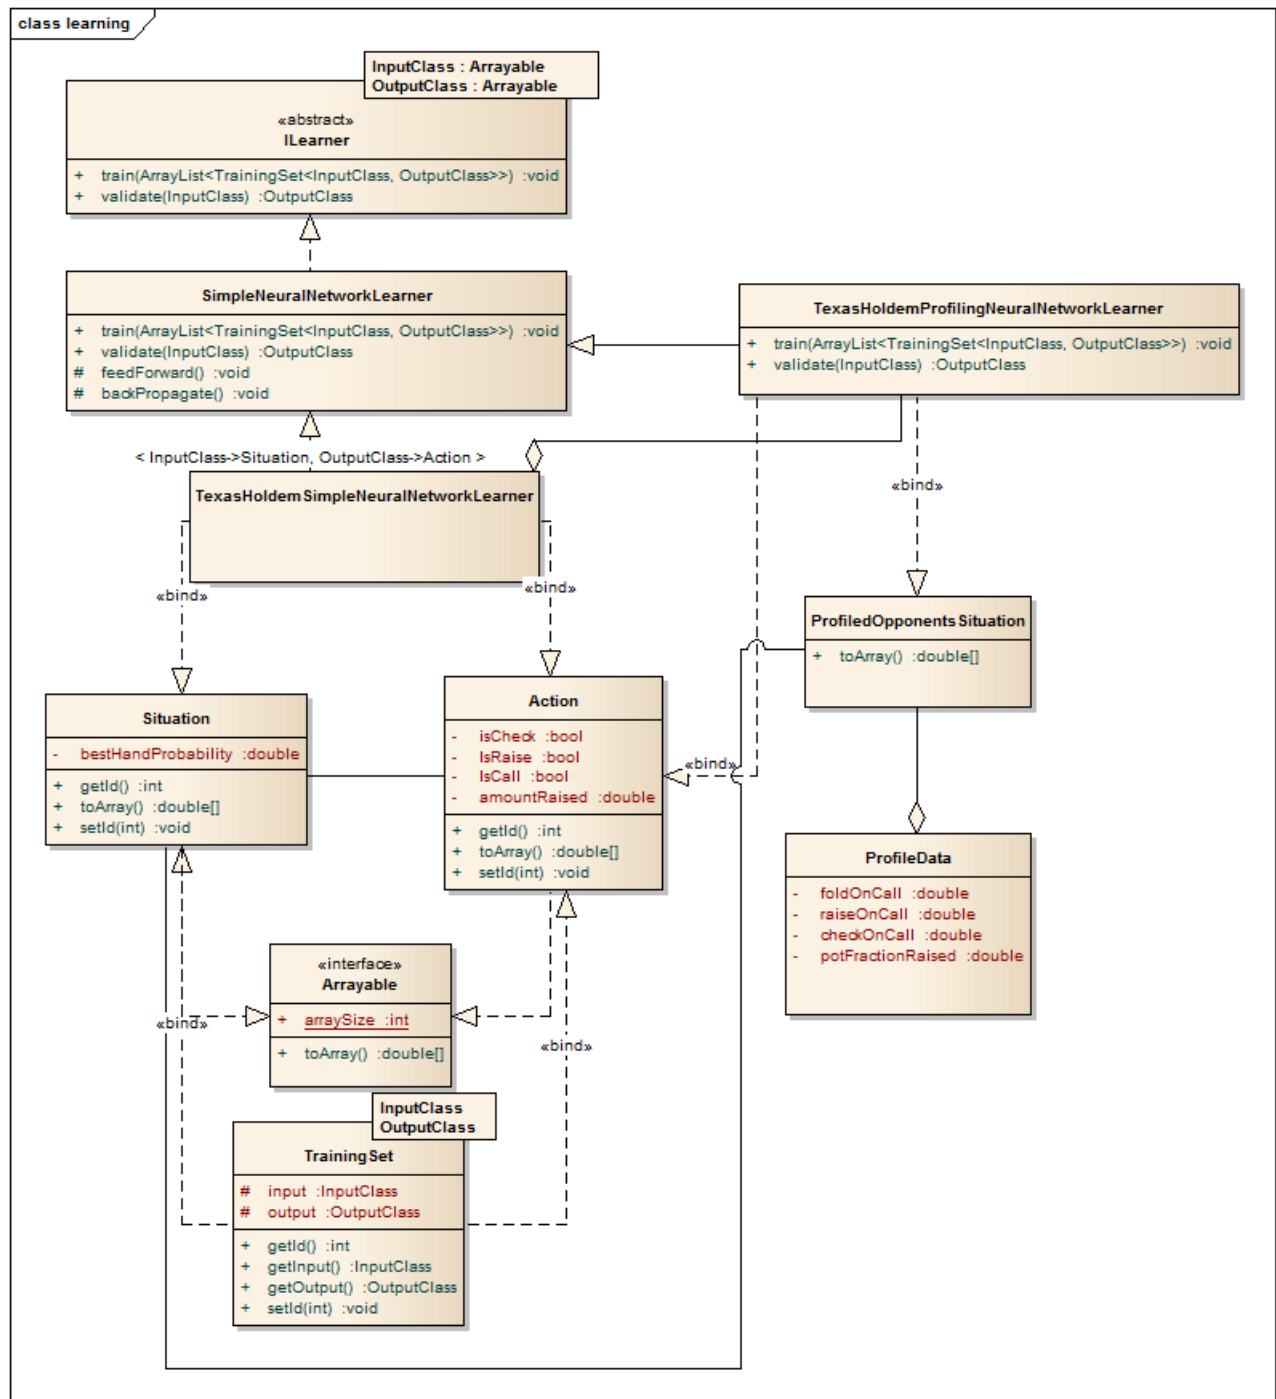 class learning
InputClass : Arrayable
OutputClass : Arrayable
«abstract»
ILearner
+ train(ArrayList<TrainingSet<InputClass, OutputClass>>) :void
+ validate(InputClass) :OutputClass
SimpleNeuralNetworkLearner
+ train(ArrayList<TrainingSet<InputClass, OutputClass>>) :void
+ validate(InputClass) :OutputClass
# feedForward() :void
# backPropagate() :void
TexasHoldemProfilingNeuralNetworkLearner
+ train(ArrayList<TrainingSet<InputClass, OutputClass>>) :void
+ validate(InputClass) :OutputClass
< InputClass->Situation, OutputClass->Action >
TexasHoldemSimpleNeuralNetworkLearner
«bind»
«bind»
«bind»
ProfiledOpponentsSituation
+ toArray() :double[]
Situation
- bestHandProbability :double
+ getId() :int
+ toArray() :double[]
+ setId(int) :void
Action
- isCheck :bool
- IsRaise :bool
- IsCall :bool
- amountRaised :double
+ getId() :int
+ toArray() :double[]
+ setId(int) :void
«bind»
ProfileData
- foldOnCall :double
- raiseOnCall :double
- checkOnCall :double
- potFractionRaised :double
«interface»
Arrayable
+ arraySize :int
+ toArray() :double[]
«bind»
«bind»
InputClass
OutputClass
TrainingSet
# input :InputClass
# output :OutputClass
+ getId() :int
+ getInput() :InputClass
+ getOutput() :OutputClass
+ setId(int) :void